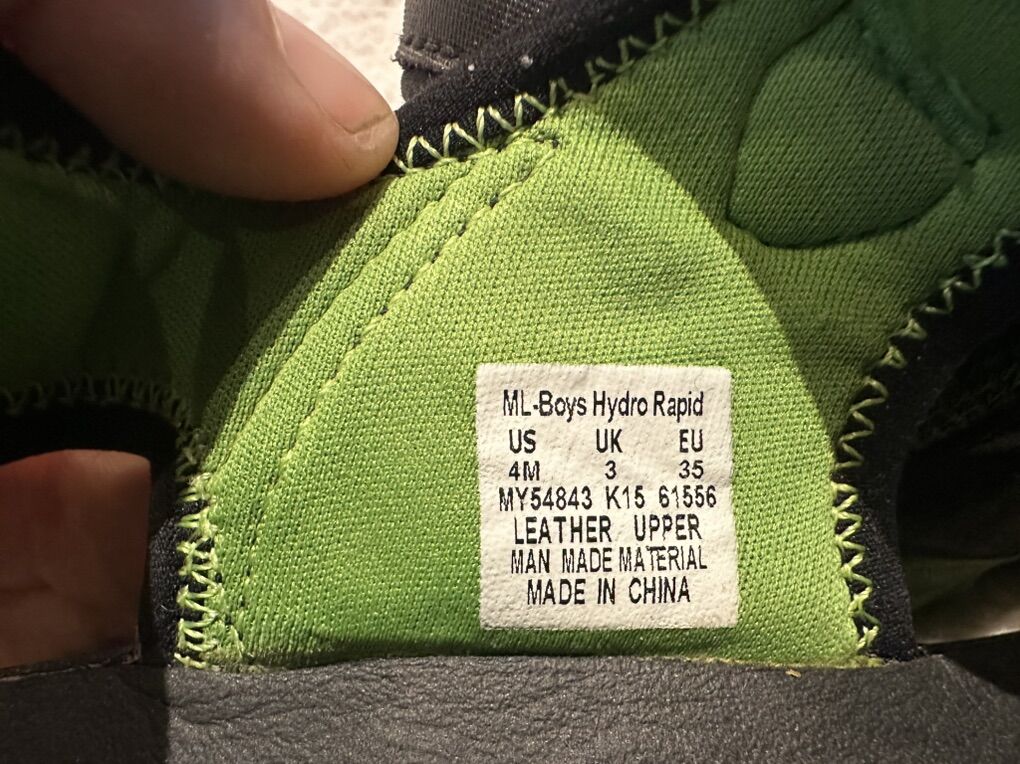 ML-Boys Hydro Rapid
US UK EU
4M 3 35
MY54843 K15 61556
LEATHER UPPER
MAN MADE MATERIAL
MADE IN CHINA